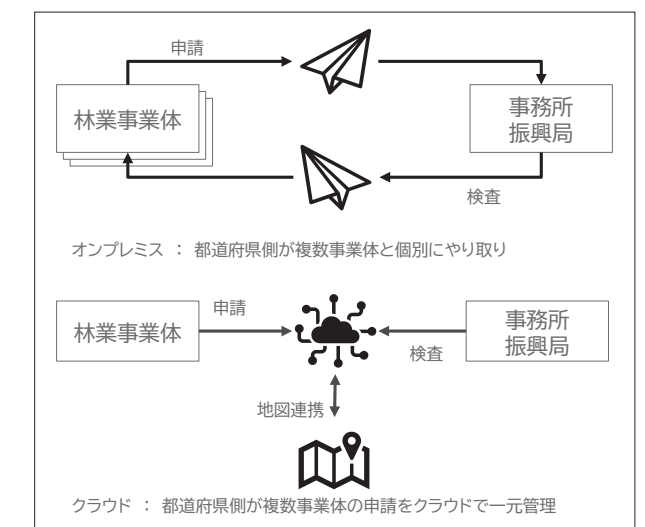 申請
林業事業体
事務所
振興局
検査
オンプレミス ： 都道府県側が複数事業体と個別にやり取り
申請
林業事業体
事務所
振興局
検査
地図連携
クラウド ： 都道府県側が複数事業体の申請をクラウドで一元管理